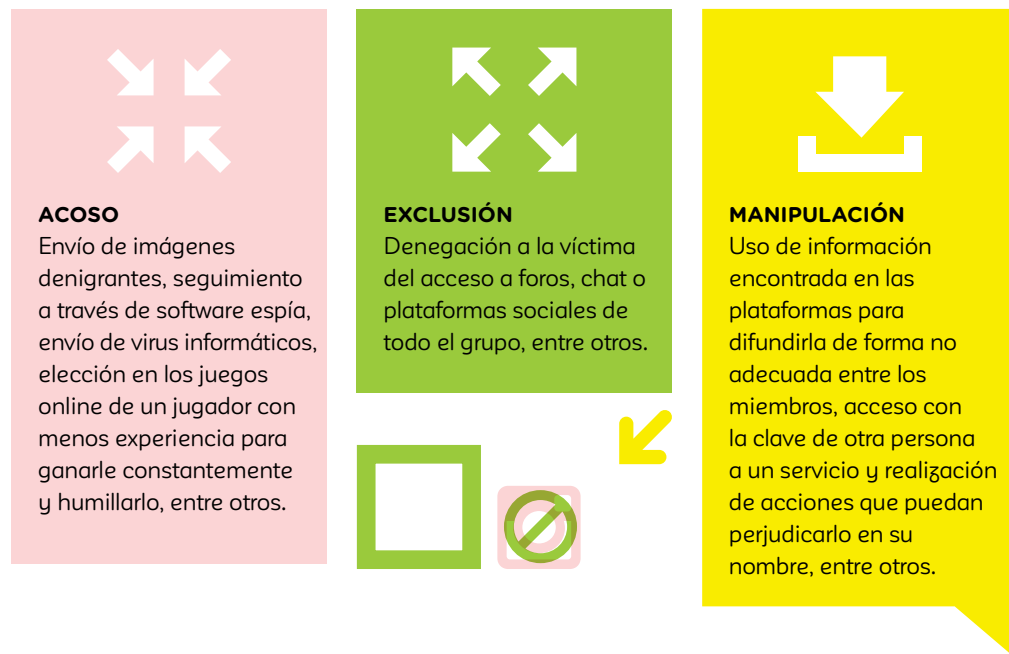 ACOSO
Envío de imágenes
denigrantes, seguimiento
a través de software espía,
envío de virus informáticos,
elección en los juegos
online de un jugador con
menos experiencia para
ganarle constantemente
y humillarlo, entre otros.
EXCLUSIÓN
Denegación a la víctima
del acceso a foros, chat o
plataformas sociales de
todo el grupo, entre otros.
MANIPULACIÓN
Uso de información
encontrada en las
plataformas para
difundirla de forma no
adecuada entre los
miembros, acceso con
la clave de otra persona
a un servicio y realización
de acciones que puedan
perjudicarlo en su
nombre, entre otros.